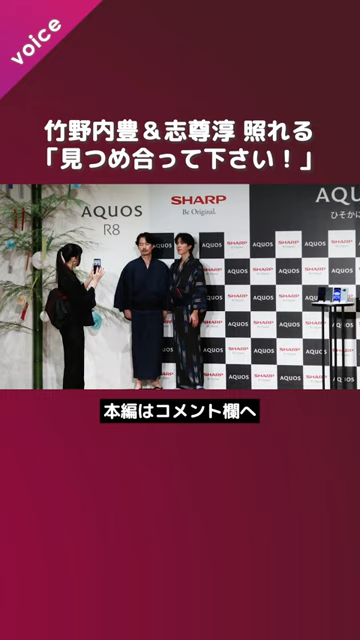 voice
竹野内豊&志尊淳 照れる
「見つめ合って下さい!」
AQUOS
R8
SHARP
Be Original.
AQUOS
ひそかに
本編はコメント欄へ